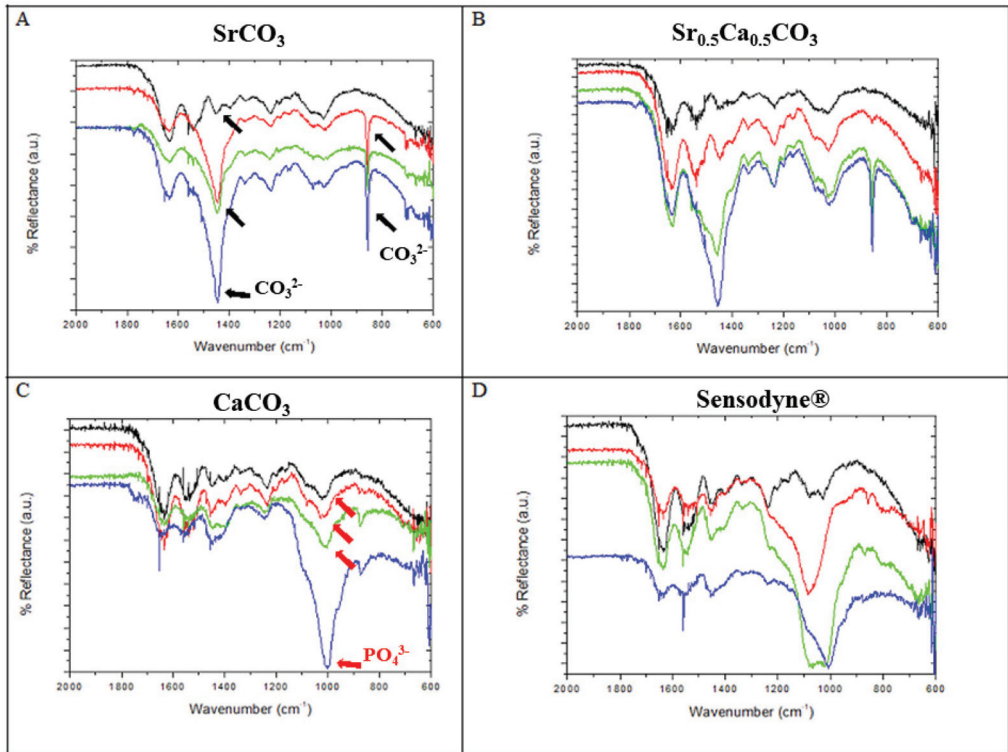 A
SrCO₃
% Reflectance (a.u.)
CO₃²⁻
CO₃²⁻
2000 1800 1600 1400 1200 1000 800 600
Wavenumber (cm⁻¹)
B
Sr₀.₅Ca₀.₅CO₃
% Reflectance (a.u.)
2000 1800 1600 1400 1200 1000 800 600
Wavenumber (cm⁻¹)
C
CaCO₃
% Reflectance (a.u.)
PO₄³⁻
2000 1800 1600 1400 1200 1000 800 600
Wavenumber (cm⁻¹)
D
Sensodyne®
% Reflectance (a.u.)
2000 1800 1600 1400 1200 1000 800 600
Wavenumber (cm⁻¹)